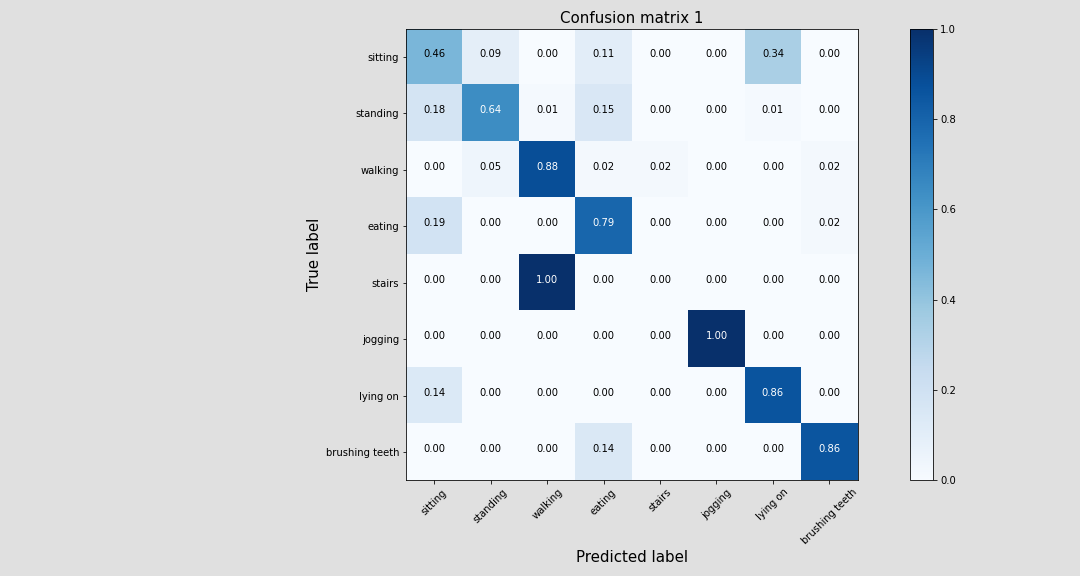 Confusion matrix 1
True label
sitting 0.46 0.09 0.00 0.11 0.00 0.00 0.34 0.00
standing 0.18 0.64 0.01 0.15 0.00 0.00 0.01 0.00
walking 0.00 0.05 0.88 0.02 0.02 0.00 0.00 0.02
eating 0.19 0.00 0.00 0.79 0.00 0.00 0.00 0.02
stairs 0.00 0.00 1.00 0.00 0.00 0.00 0.00 0.00
jogging 0.00 0.00 0.00 0.00 0.00 1.00 0.00 0.00
lying on 0.14 0.00 0.00 0.00 0.00 0.00 0.86 0.00
brushing teeth 0.00 0.00 0.00 0.14 0.00 0.00 0.00 0.86
sitting standing walking eating stairs jogging lying on brushing teeth
Predicted label
1.0
0.8
0.6
0.4
0.2
0.0